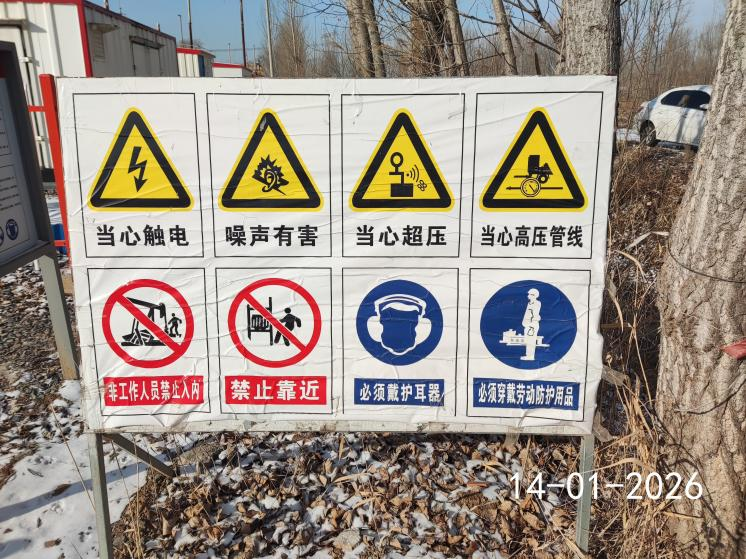 当心触电
噪声有害
当心超压
当心高压管线
非工作人员禁止入内
禁止靠近
必须戴护耳器
必须穿戴劳动防护用品
14-01-2026